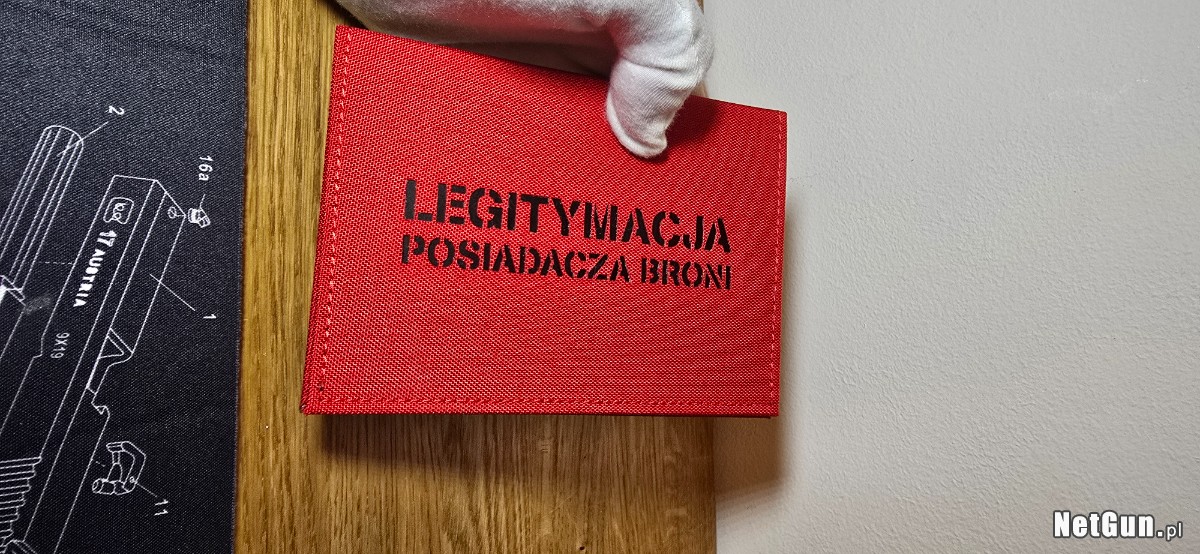 LEGITYMACJA
POSIADACZA BRONI
2
16a
17 AUSTRIA
1
9X19
11
NetGun.pl